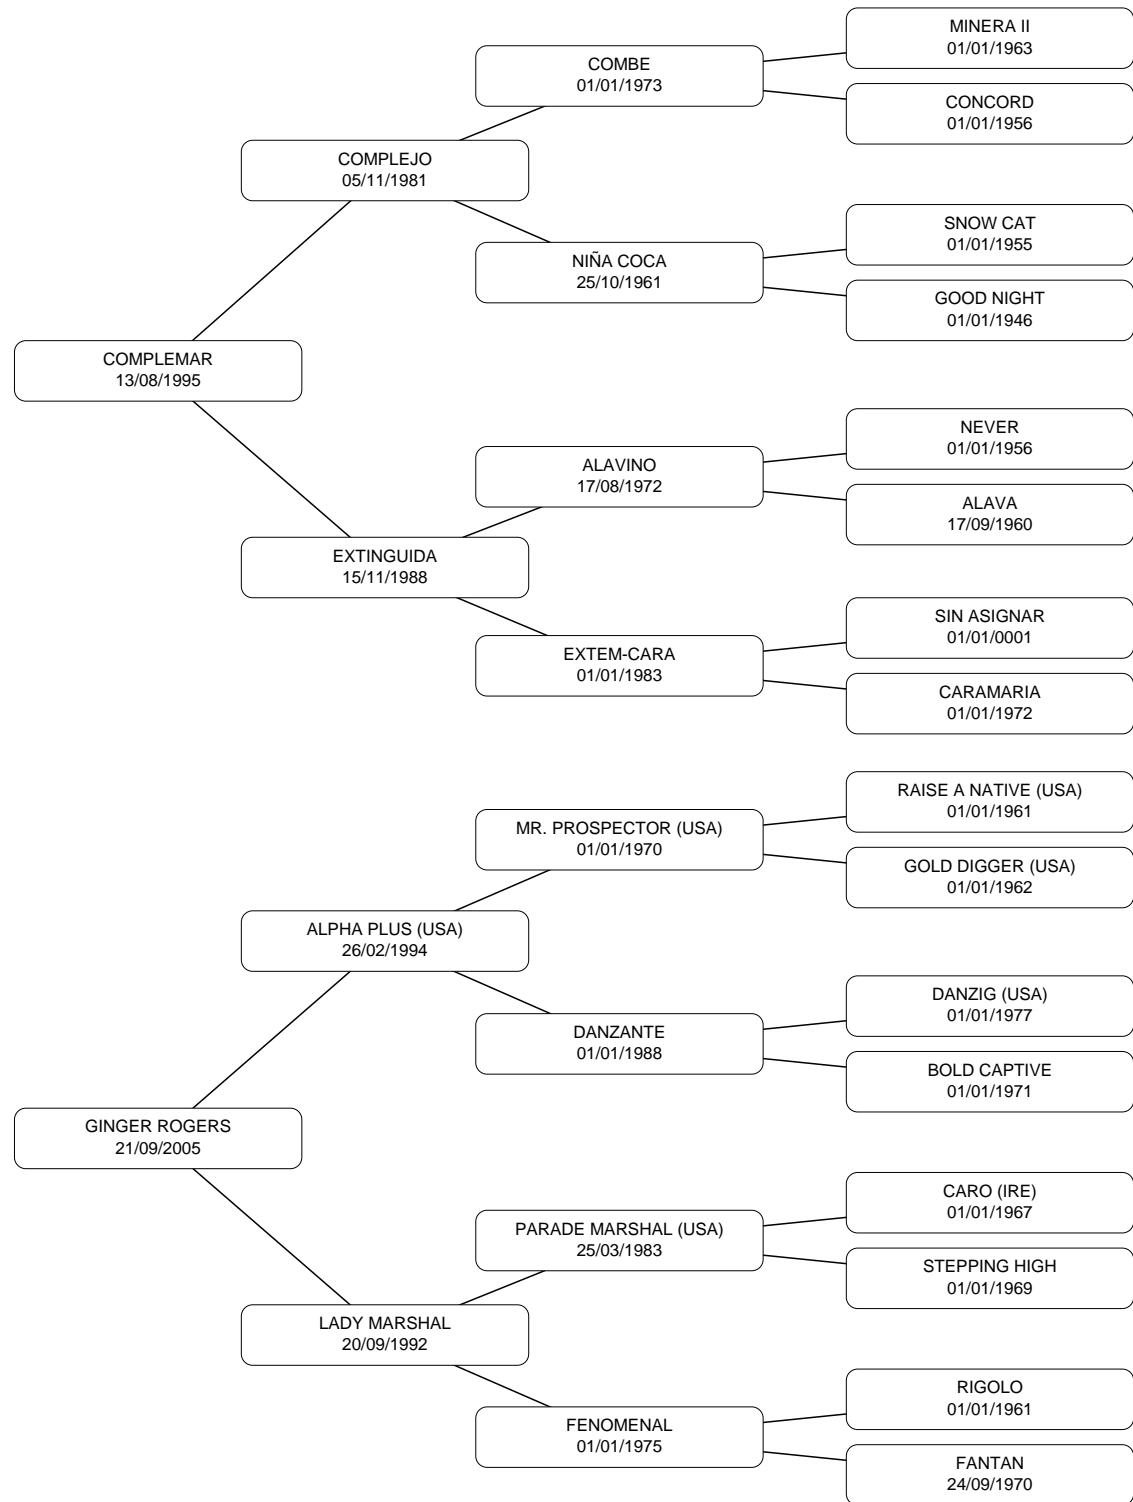 MINERA II
01/01/1963
COMBE
01/01/1973
CONCORD
01/01/1956
COMPLEJO
05/11/1981
SNOW CAT
01/01/1955
NIÑA COCA
25/10/1961
GOOD NIGHT
01/01/1946
COMPLEMAR
13/08/1995
NEVER
01/01/1956
ALAVINO
17/08/1972
ALAVA
17/09/1960
EXTINGUIDA
15/11/1988
SIN ASIGNAR
01/01/0001
EXTEM-CARA
01/01/1983
CARAMARIA
01/01/1972
RAISE A NATIVE (USA)
01/01/1961
MR. PROSPECTOR (USA)
01/01/1970
GOLD DIGGER (USA)
01/01/1962
ALPHA PLUS (USA)
26/02/1994
DANZIG (USA)
01/01/1977
DANZANTE
01/01/1988
BOLD CAPTIVE
01/01/1971
GINGER ROGERS
21/09/2005
CARO (IRE)
01/01/1967
PARADE MARSHAL (USA)
25/03/1983
STEPPING HIGH
01/01/1969
LADY MARSHAL
20/09/1992
RIGOLO
01/01/1961
FENOMENAL
01/01/1975
FANTAN
24/09/1970